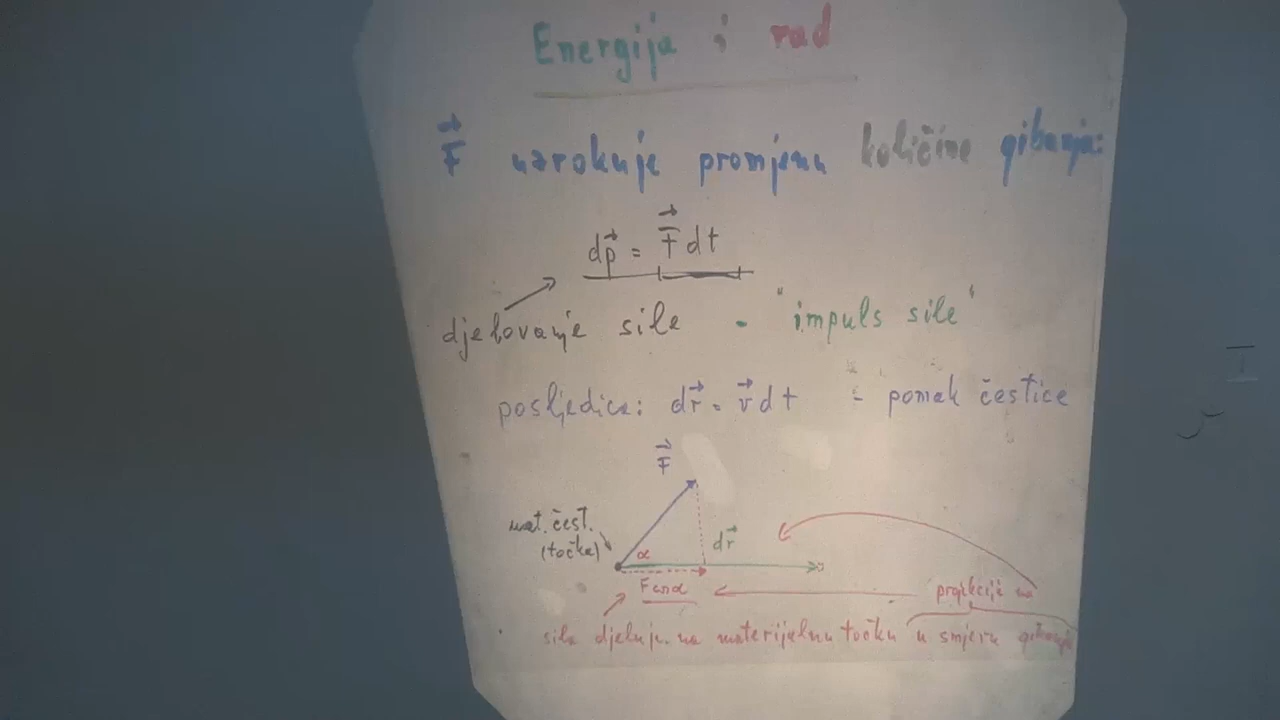 Energija i rad
F⃗ uzrokuje promjenu količine gibanja:
dp⃗ = F⃗ dt
djelovanje sile - "impuls sile"
posljedica: dr⃗ = v⃗ dt - pomak čestice
F⃗
mat. čest.
(točka)
α
dr⃗
F cos α
projekcija na
sila djeluje na materijalnu točku u smjeru gibanja